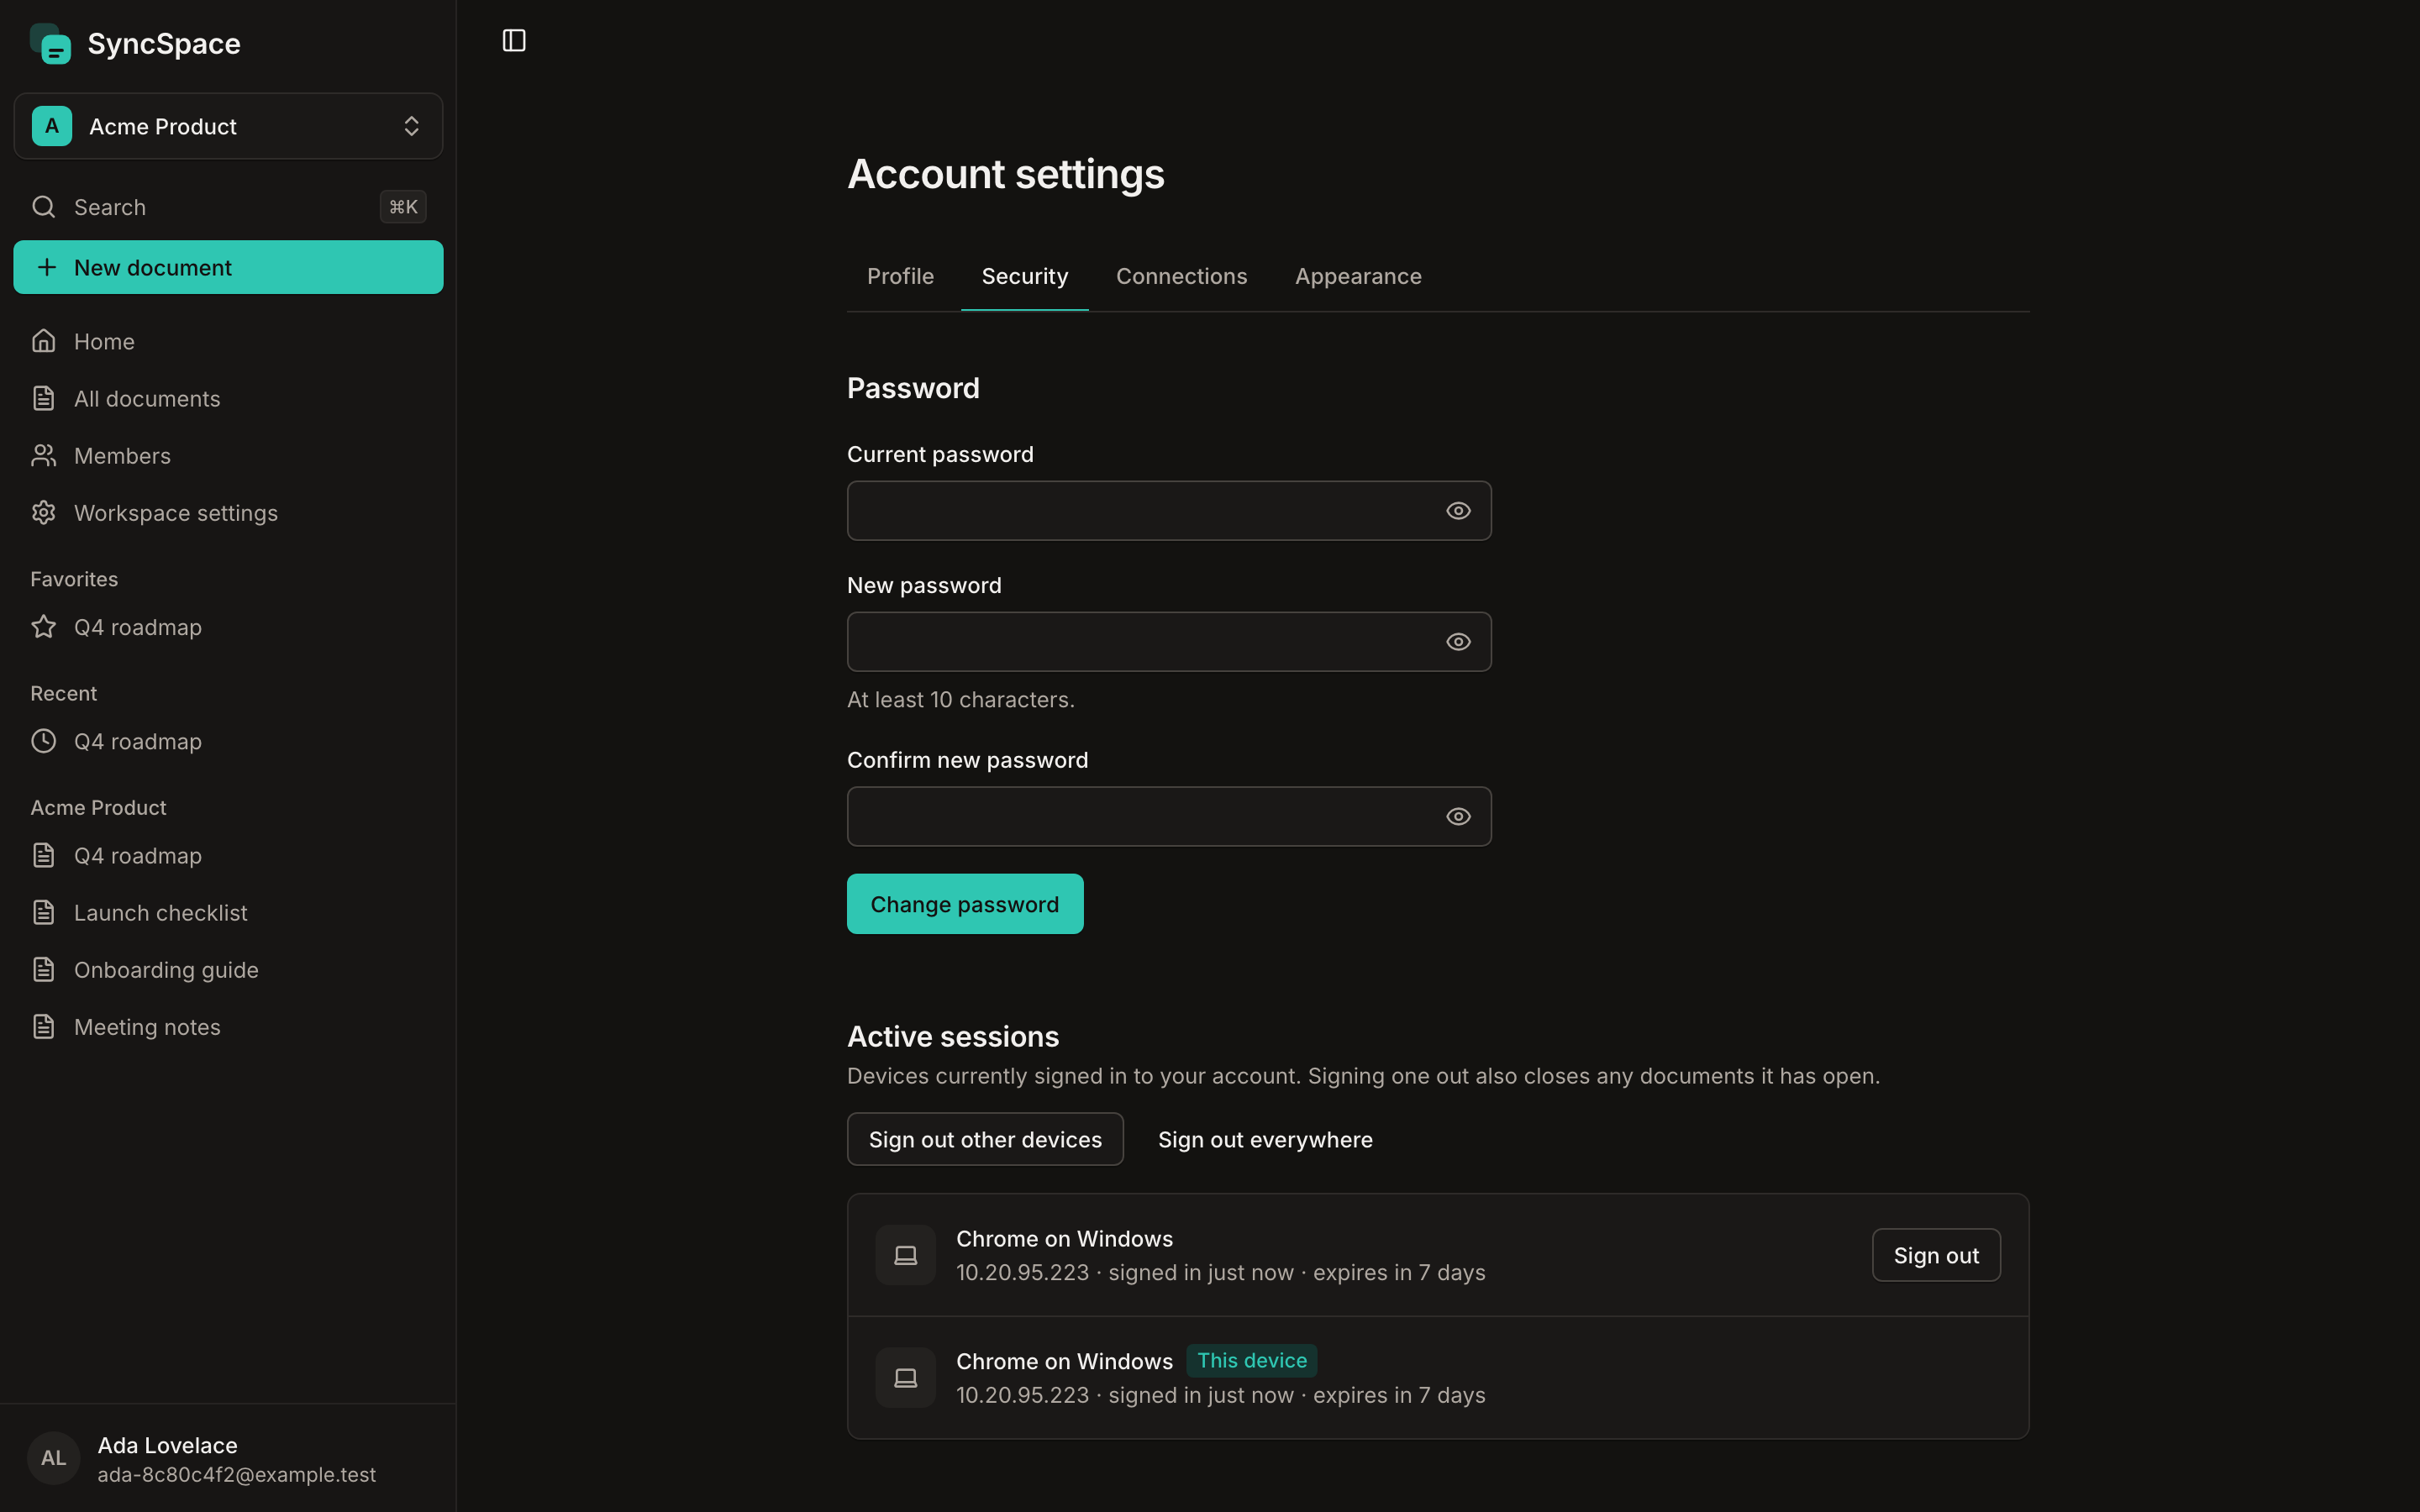 SyncSpace
A Acme Product
Search ⌘K
New document
Home
All documents
Members
Workspace settings
Favorites
Q4 roadmap
Recent
Q4 roadmap
Acme Product
Q4 roadmap
Launch checklist
Onboarding guide
Meeting notes
AL Ada Lovelace
ada-8c80c4f2@example.test
Account settings
Profile Security Connections Appearance
Password
Current password
New password
At least 10 characters.
Confirm new password
Change password
Active sessions
Devices currently signed in to your account. Signing one out also closes any documents it has open.
Sign out other devices Sign out everywhere
Chrome on Windows
10.20.95.223 · signed in just now · expires in 7 days
Sign out
Chrome on Windows This device
10.20.95.223 · signed in just now · expires in 7 days